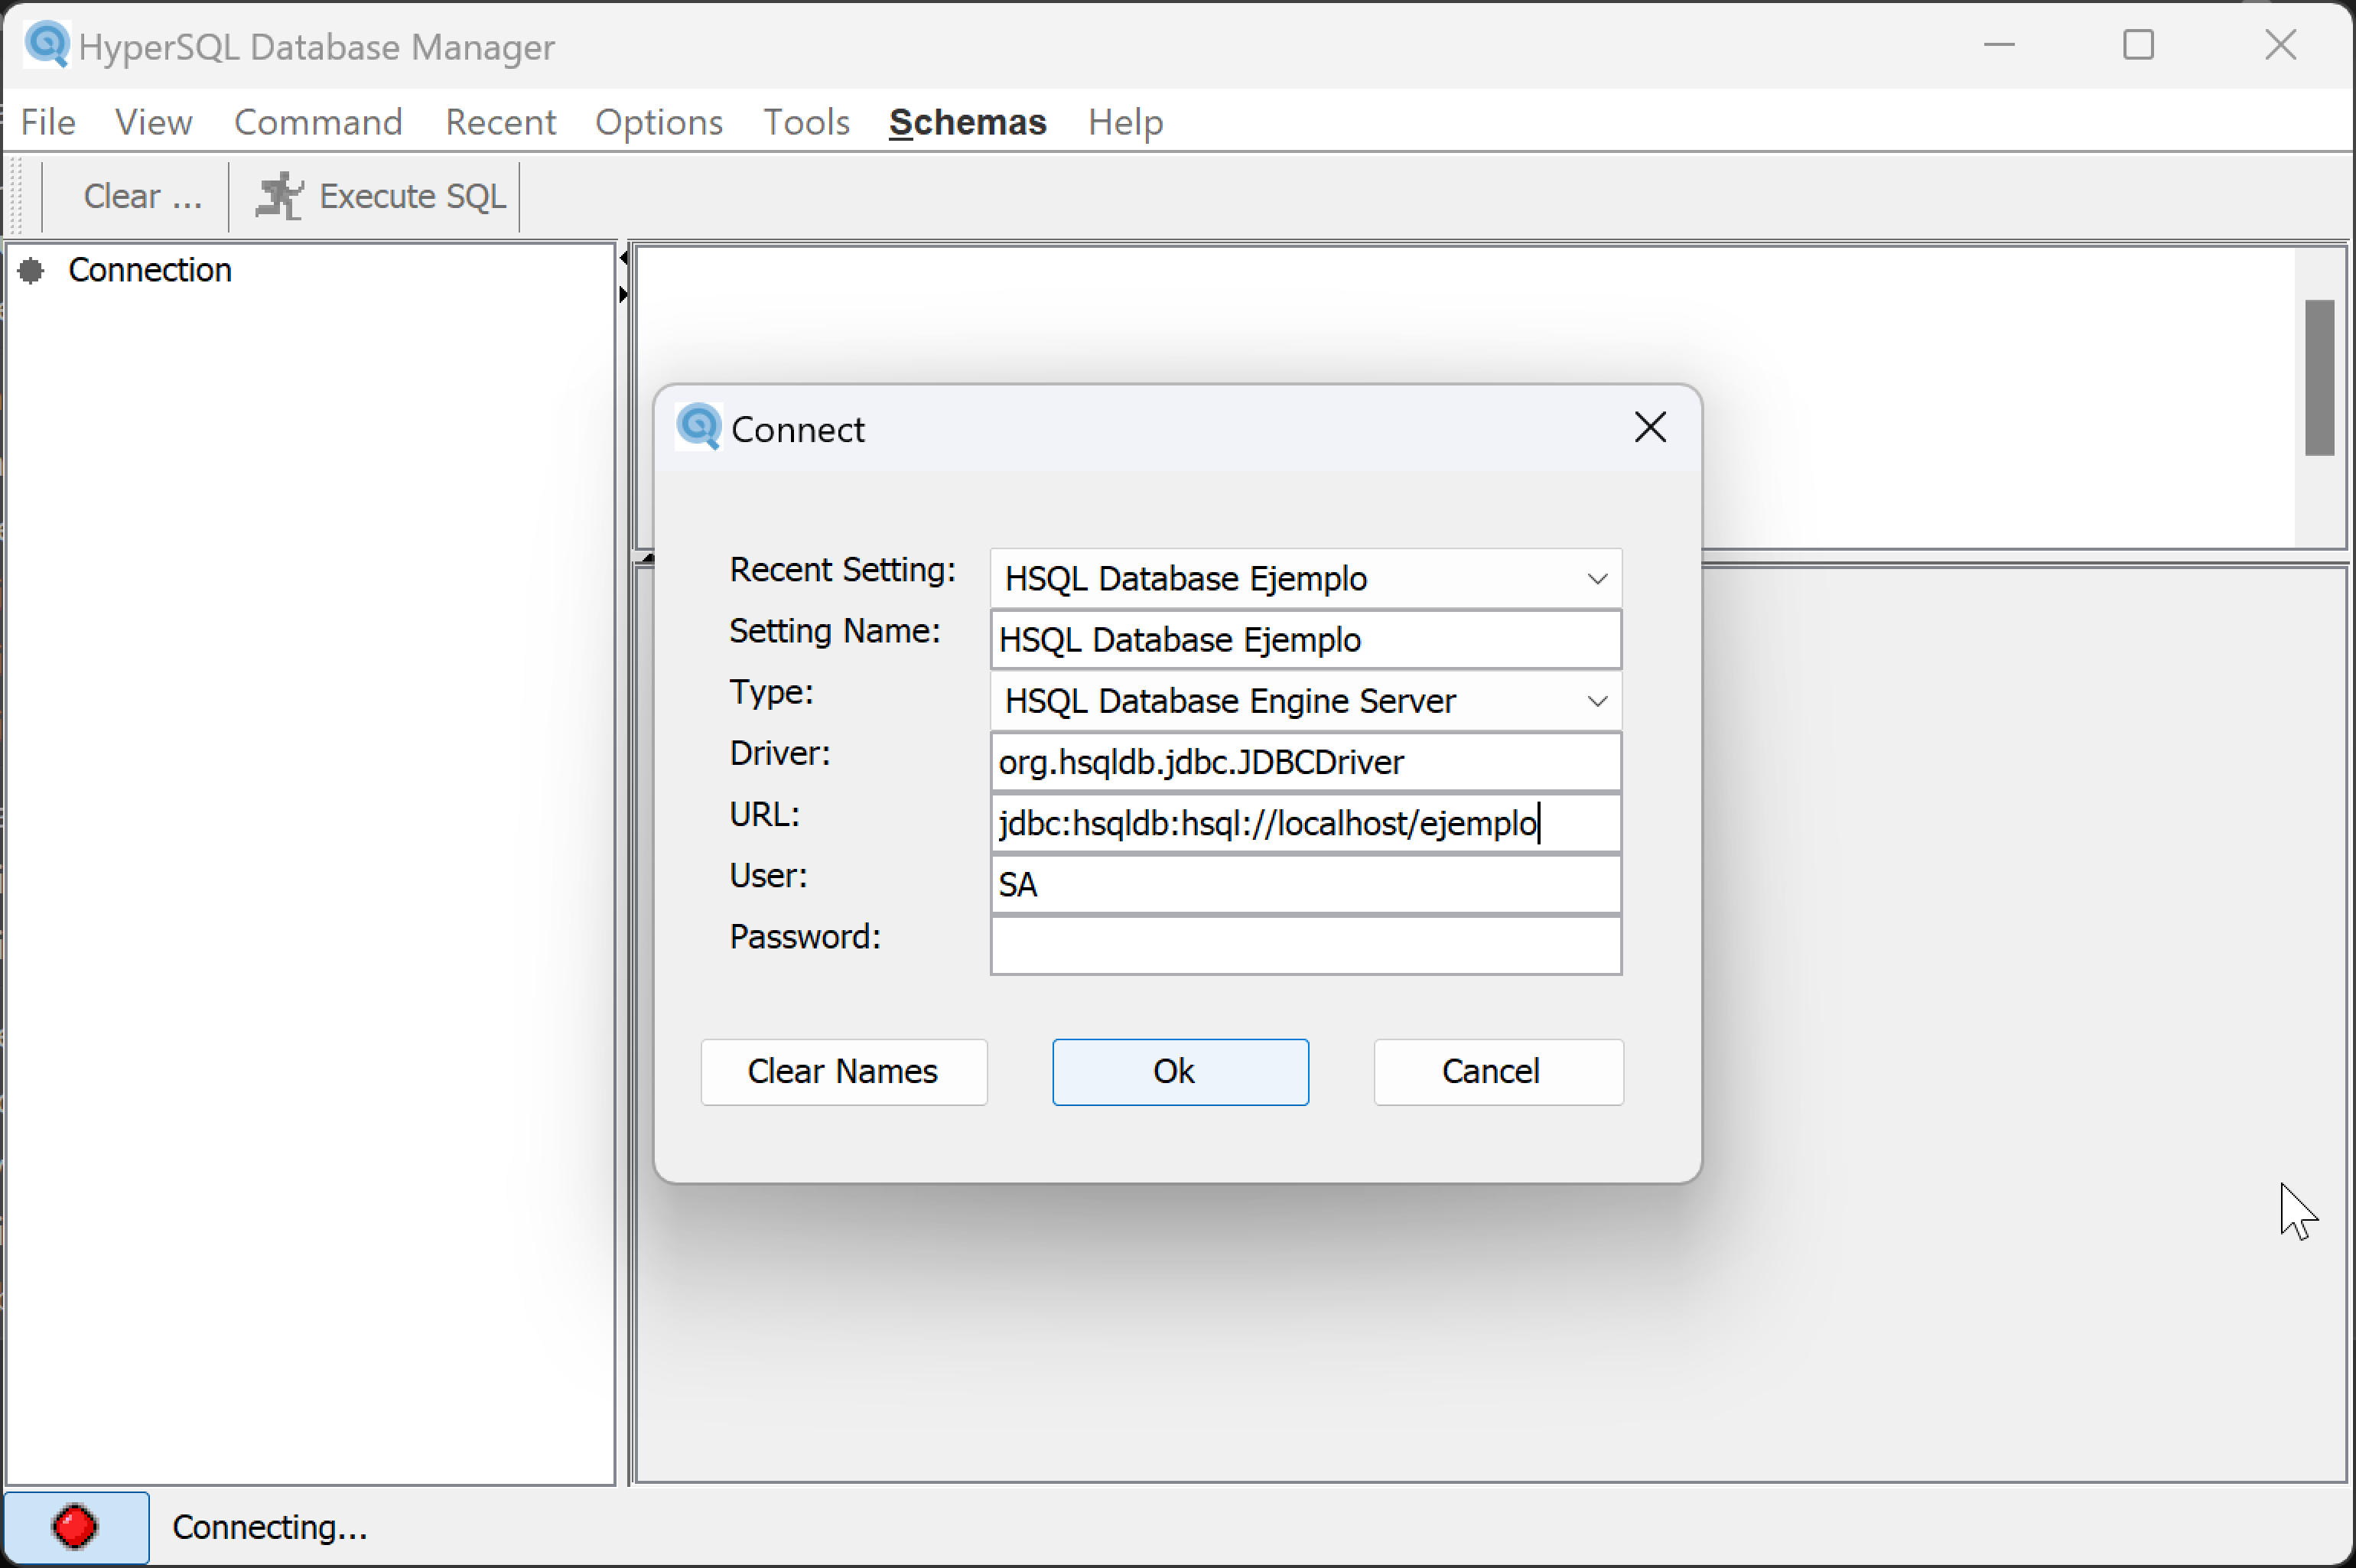 HyperSQL Database Manager
File View Command Recent Options Tools Schemas Help
Clear ... Execute SQL
Connection
Connect
Recent Setting: HSQL Database Ejemplo
Setting Name: HSQL Database Ejemplo
Type: HSQL Database Engine Server
Driver: org.hsqldb.jdbc.JDBCDriver
URL: jdbc:hsqldb:hsql://localhost/ejemplo
User: SA
Password:
Clear Names Ok Cancel
Connecting...